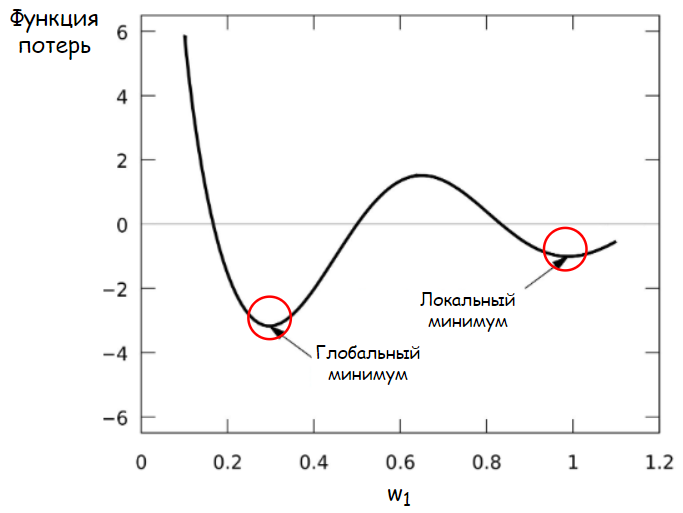 Функция
потерь
6
4
2
0
−2
−4
−6
Локальный
минимум
Глобальный
минимум
0
0.2
0.4
0.6
0.8
1
1.2
w1